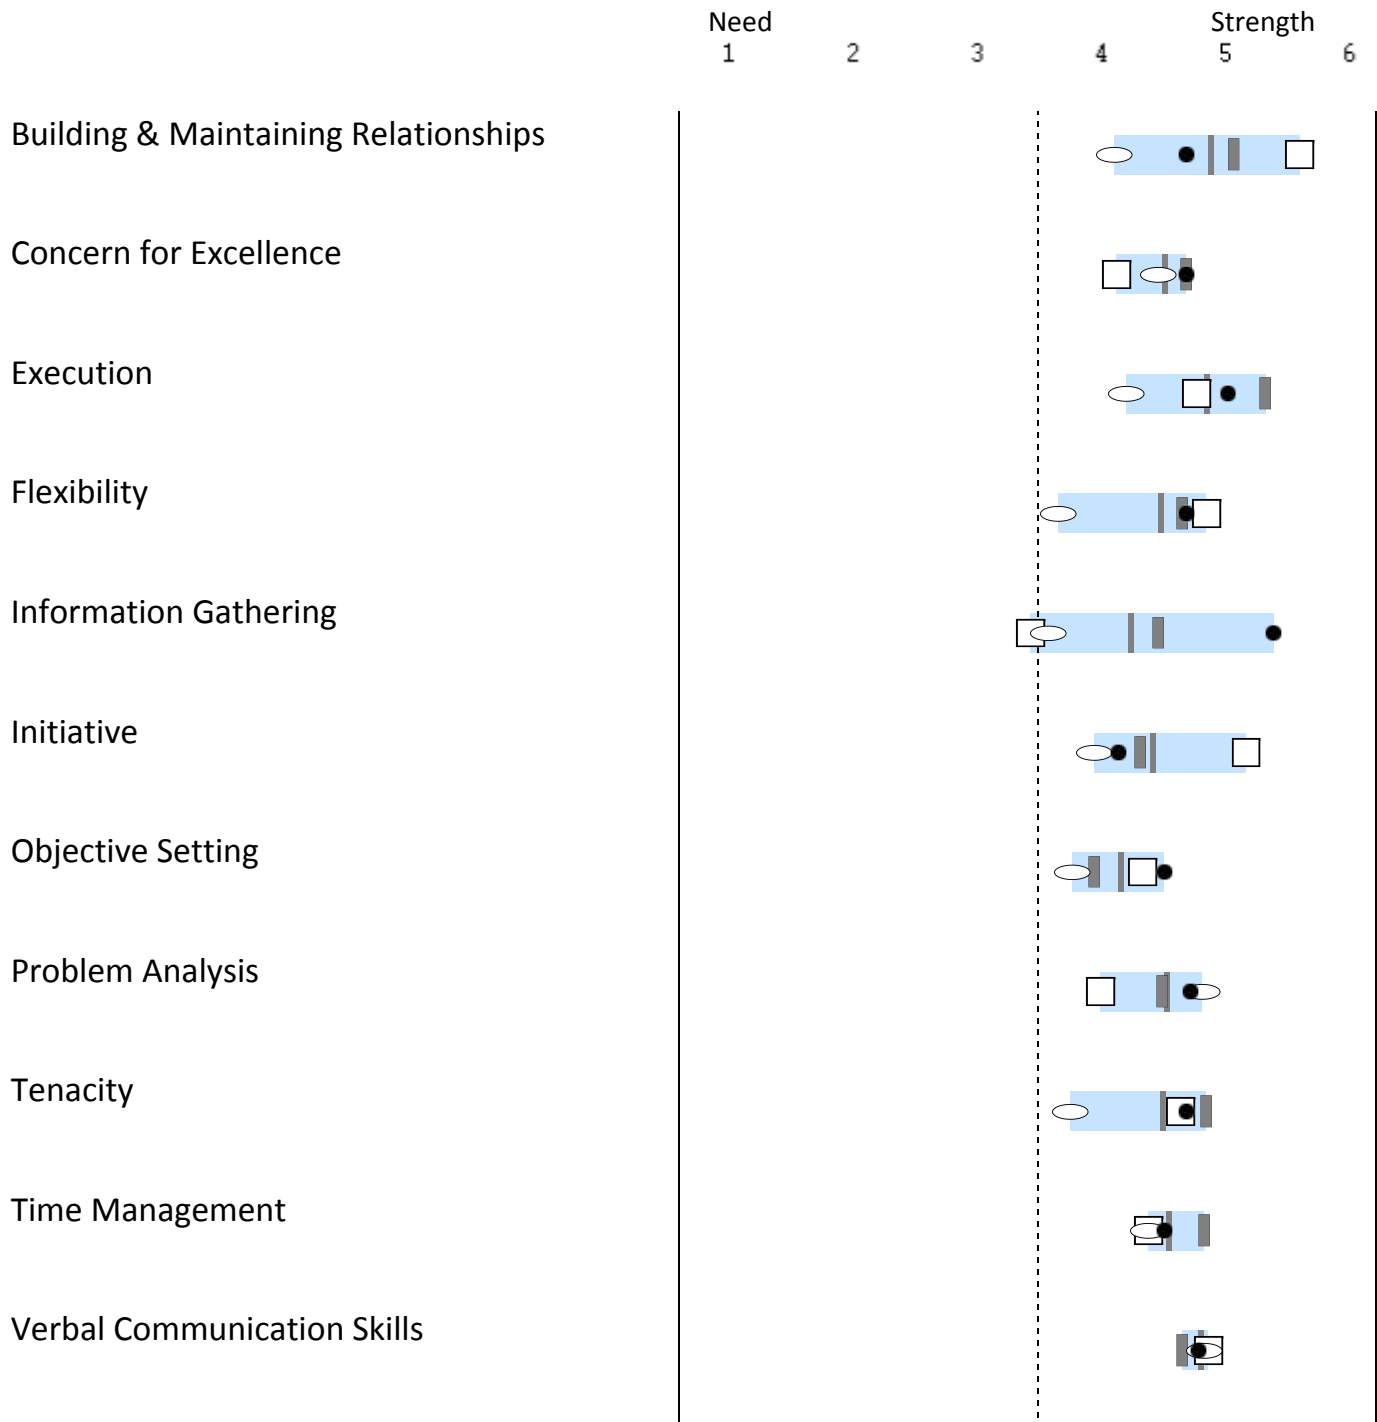 Need Strength
1 2 3 4 5 6
Building & Maintaining Relationships
Concern for Excellence
Execution
Flexibility
Information Gathering
Initiative
Objective Setting
Problem Analysis
Tenacity
Time Management
Verbal Communication Skills